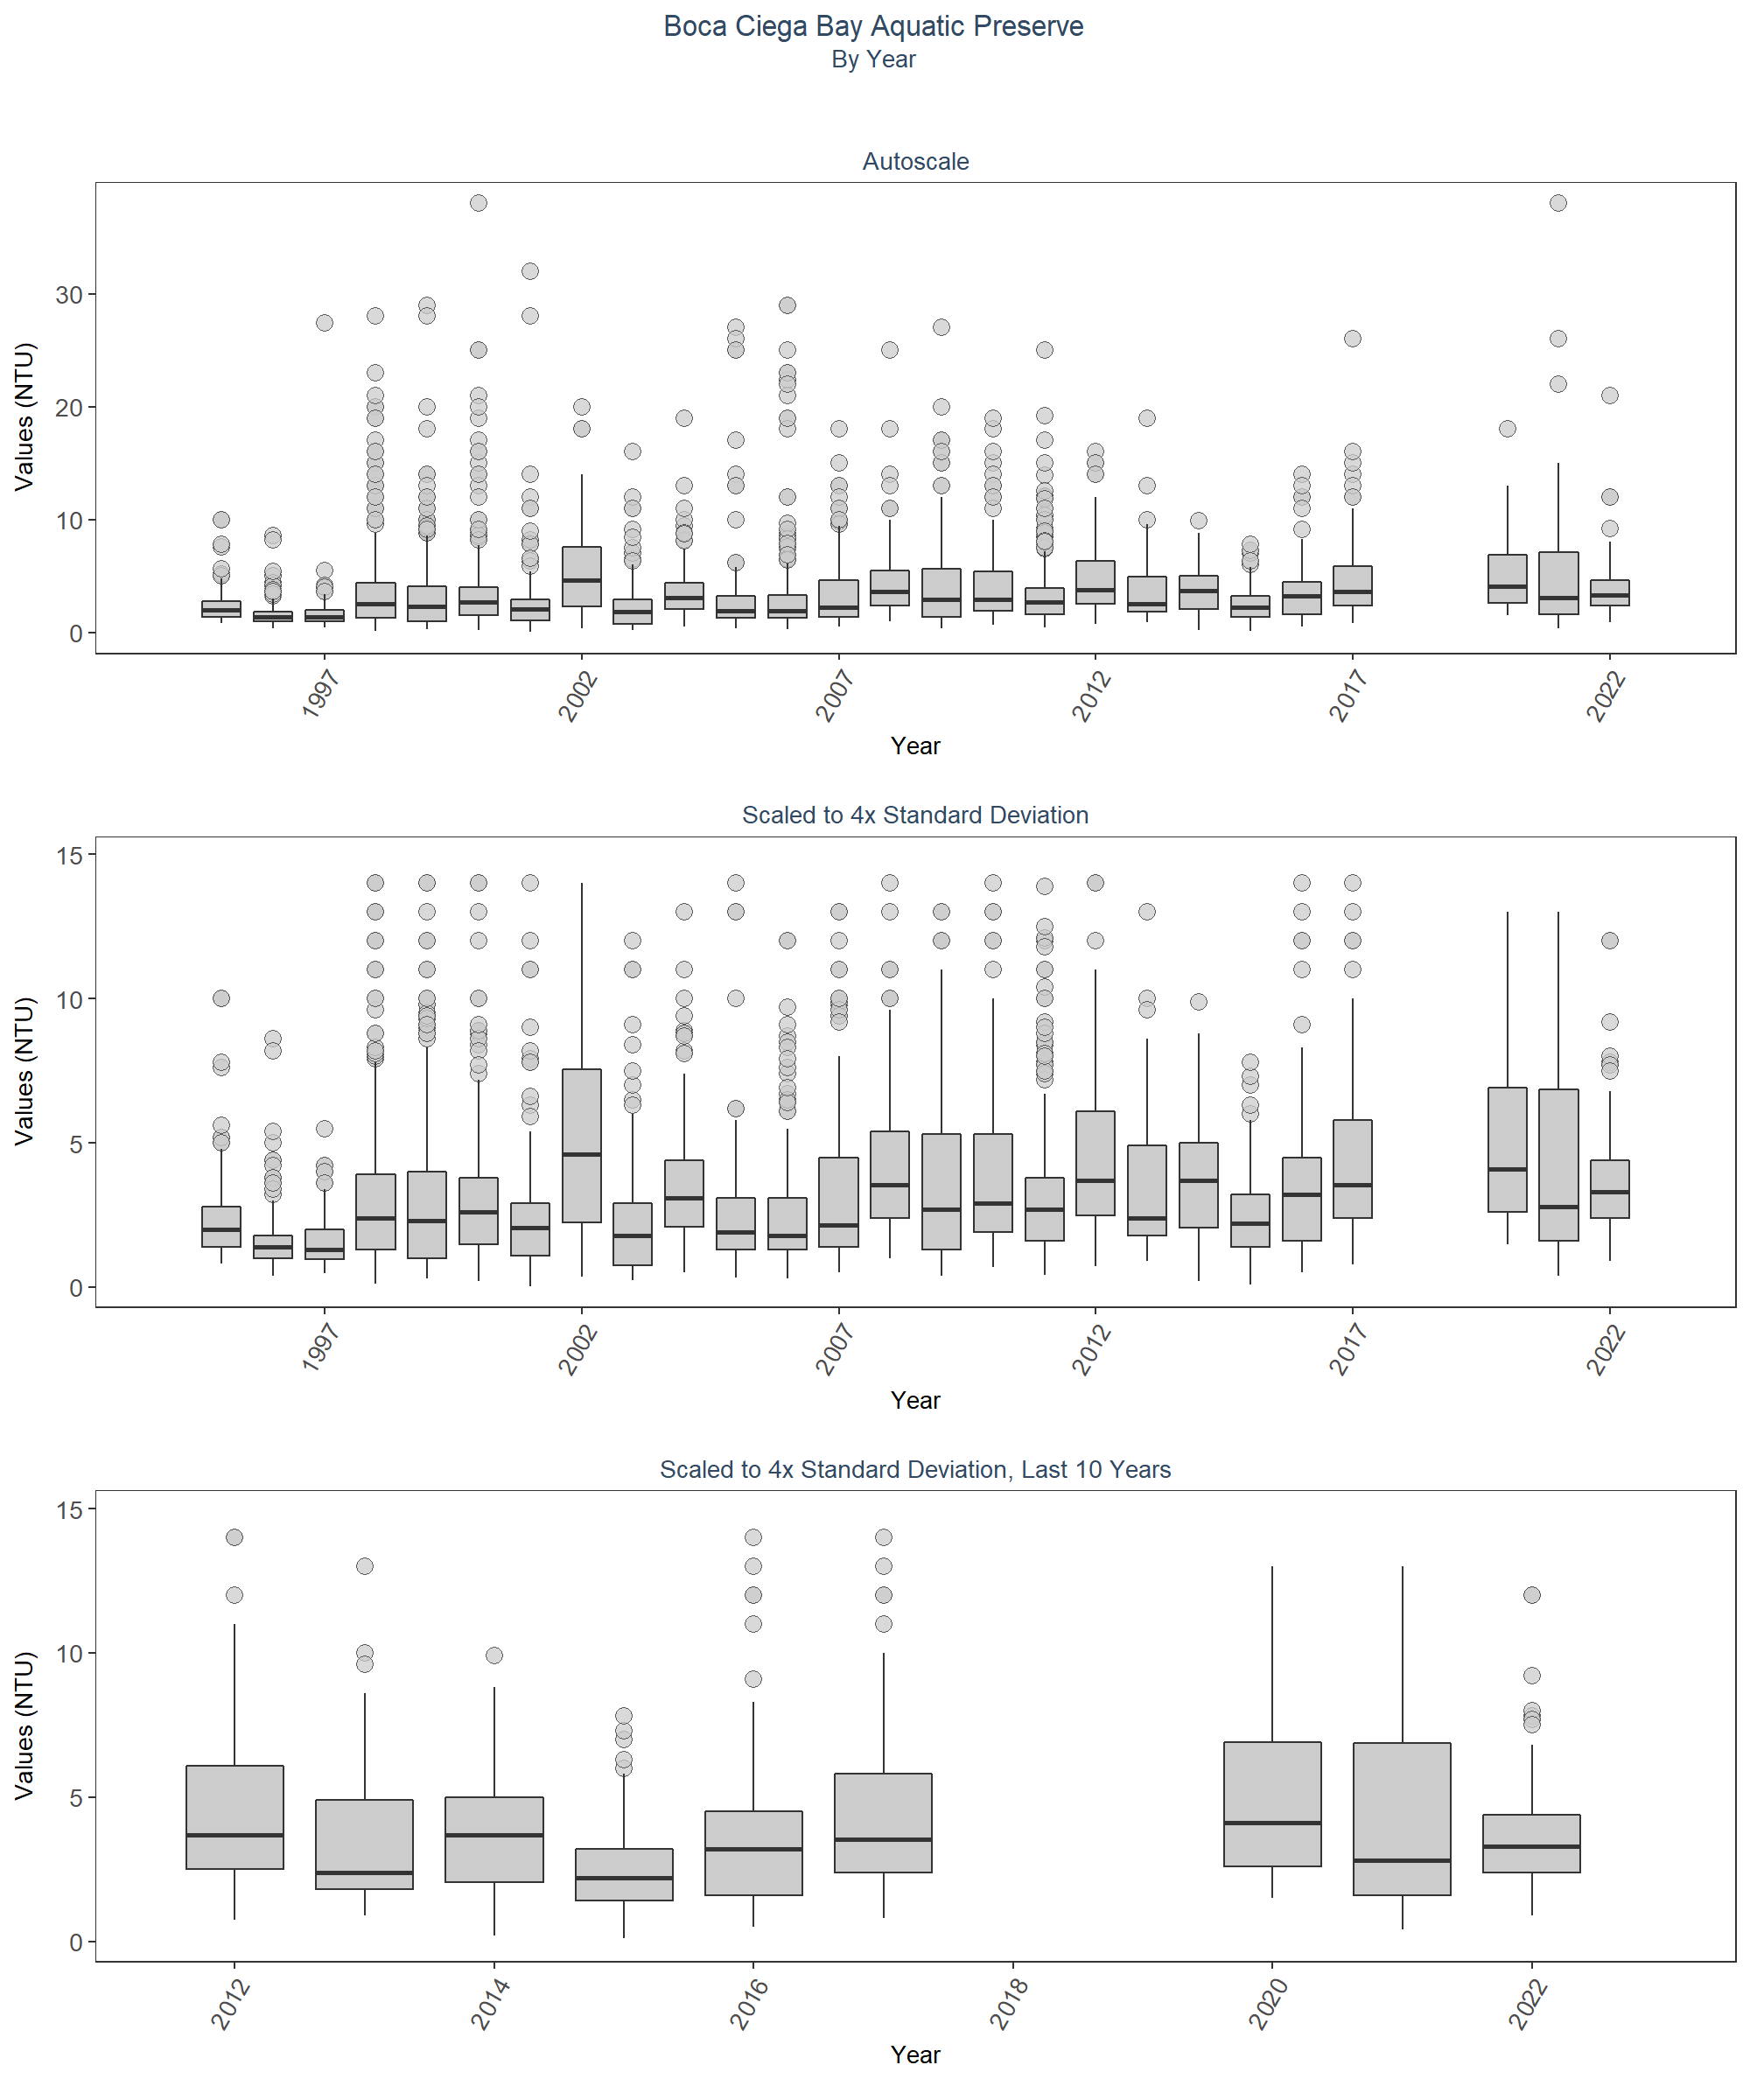 Boca Ciega Bay Aquatic Preserve
By Year
Autoscale
Values (NTU)
30
20
10
0
1997
2002
2007
2012
2017
2022
Year
Scaled to 4x Standard Deviation
Values (NTU)
15
10
5
0
1997
2002
2007
2012
2017
2022
Year
Scaled to 4x Standard Deviation, Last 10 Years
Values (NTU)
15
10
5
0
2012
2014
2016
2018
2020
2022
Year